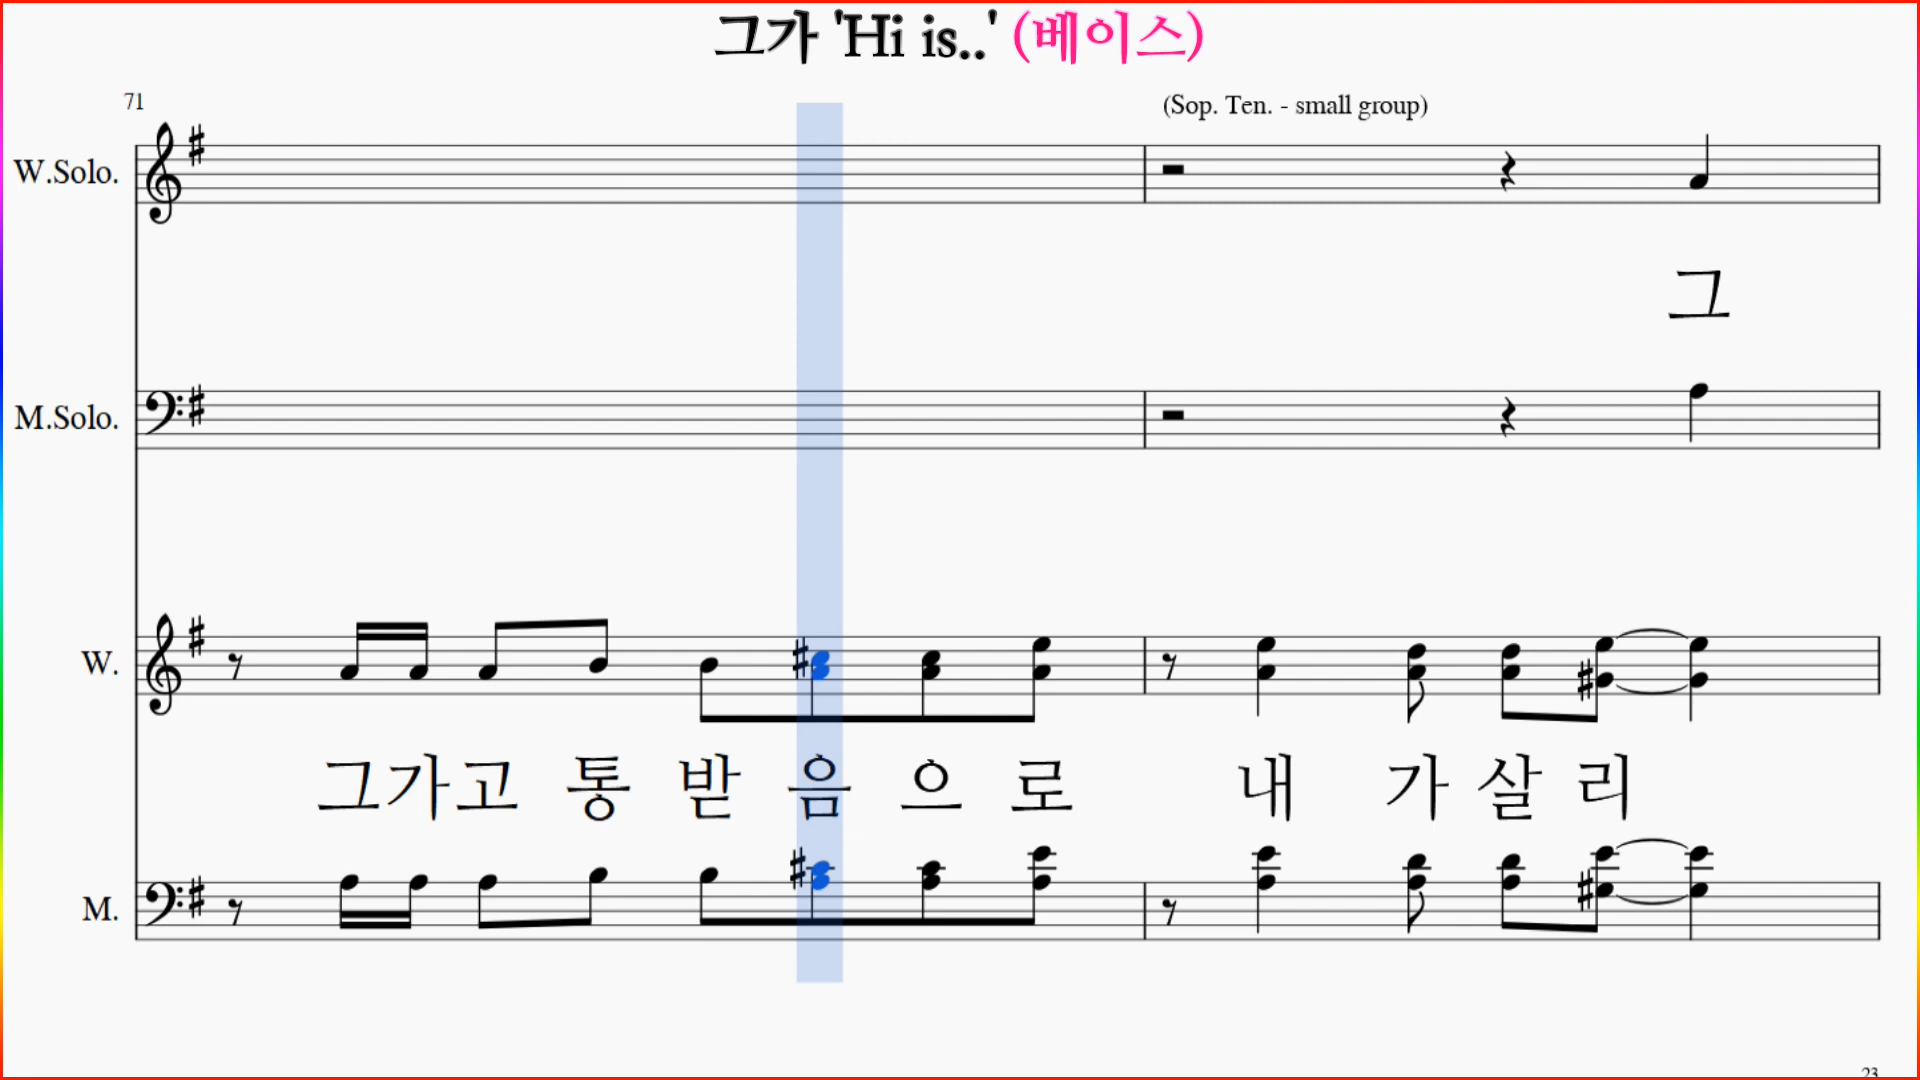 그가 'Hi is..' (베이스)
71
(Sop. Ten. - small group)
W.Solo.
그
M.Solo.
W.
그가고 통 받 음 으 로 내 가 살 리
M.
23